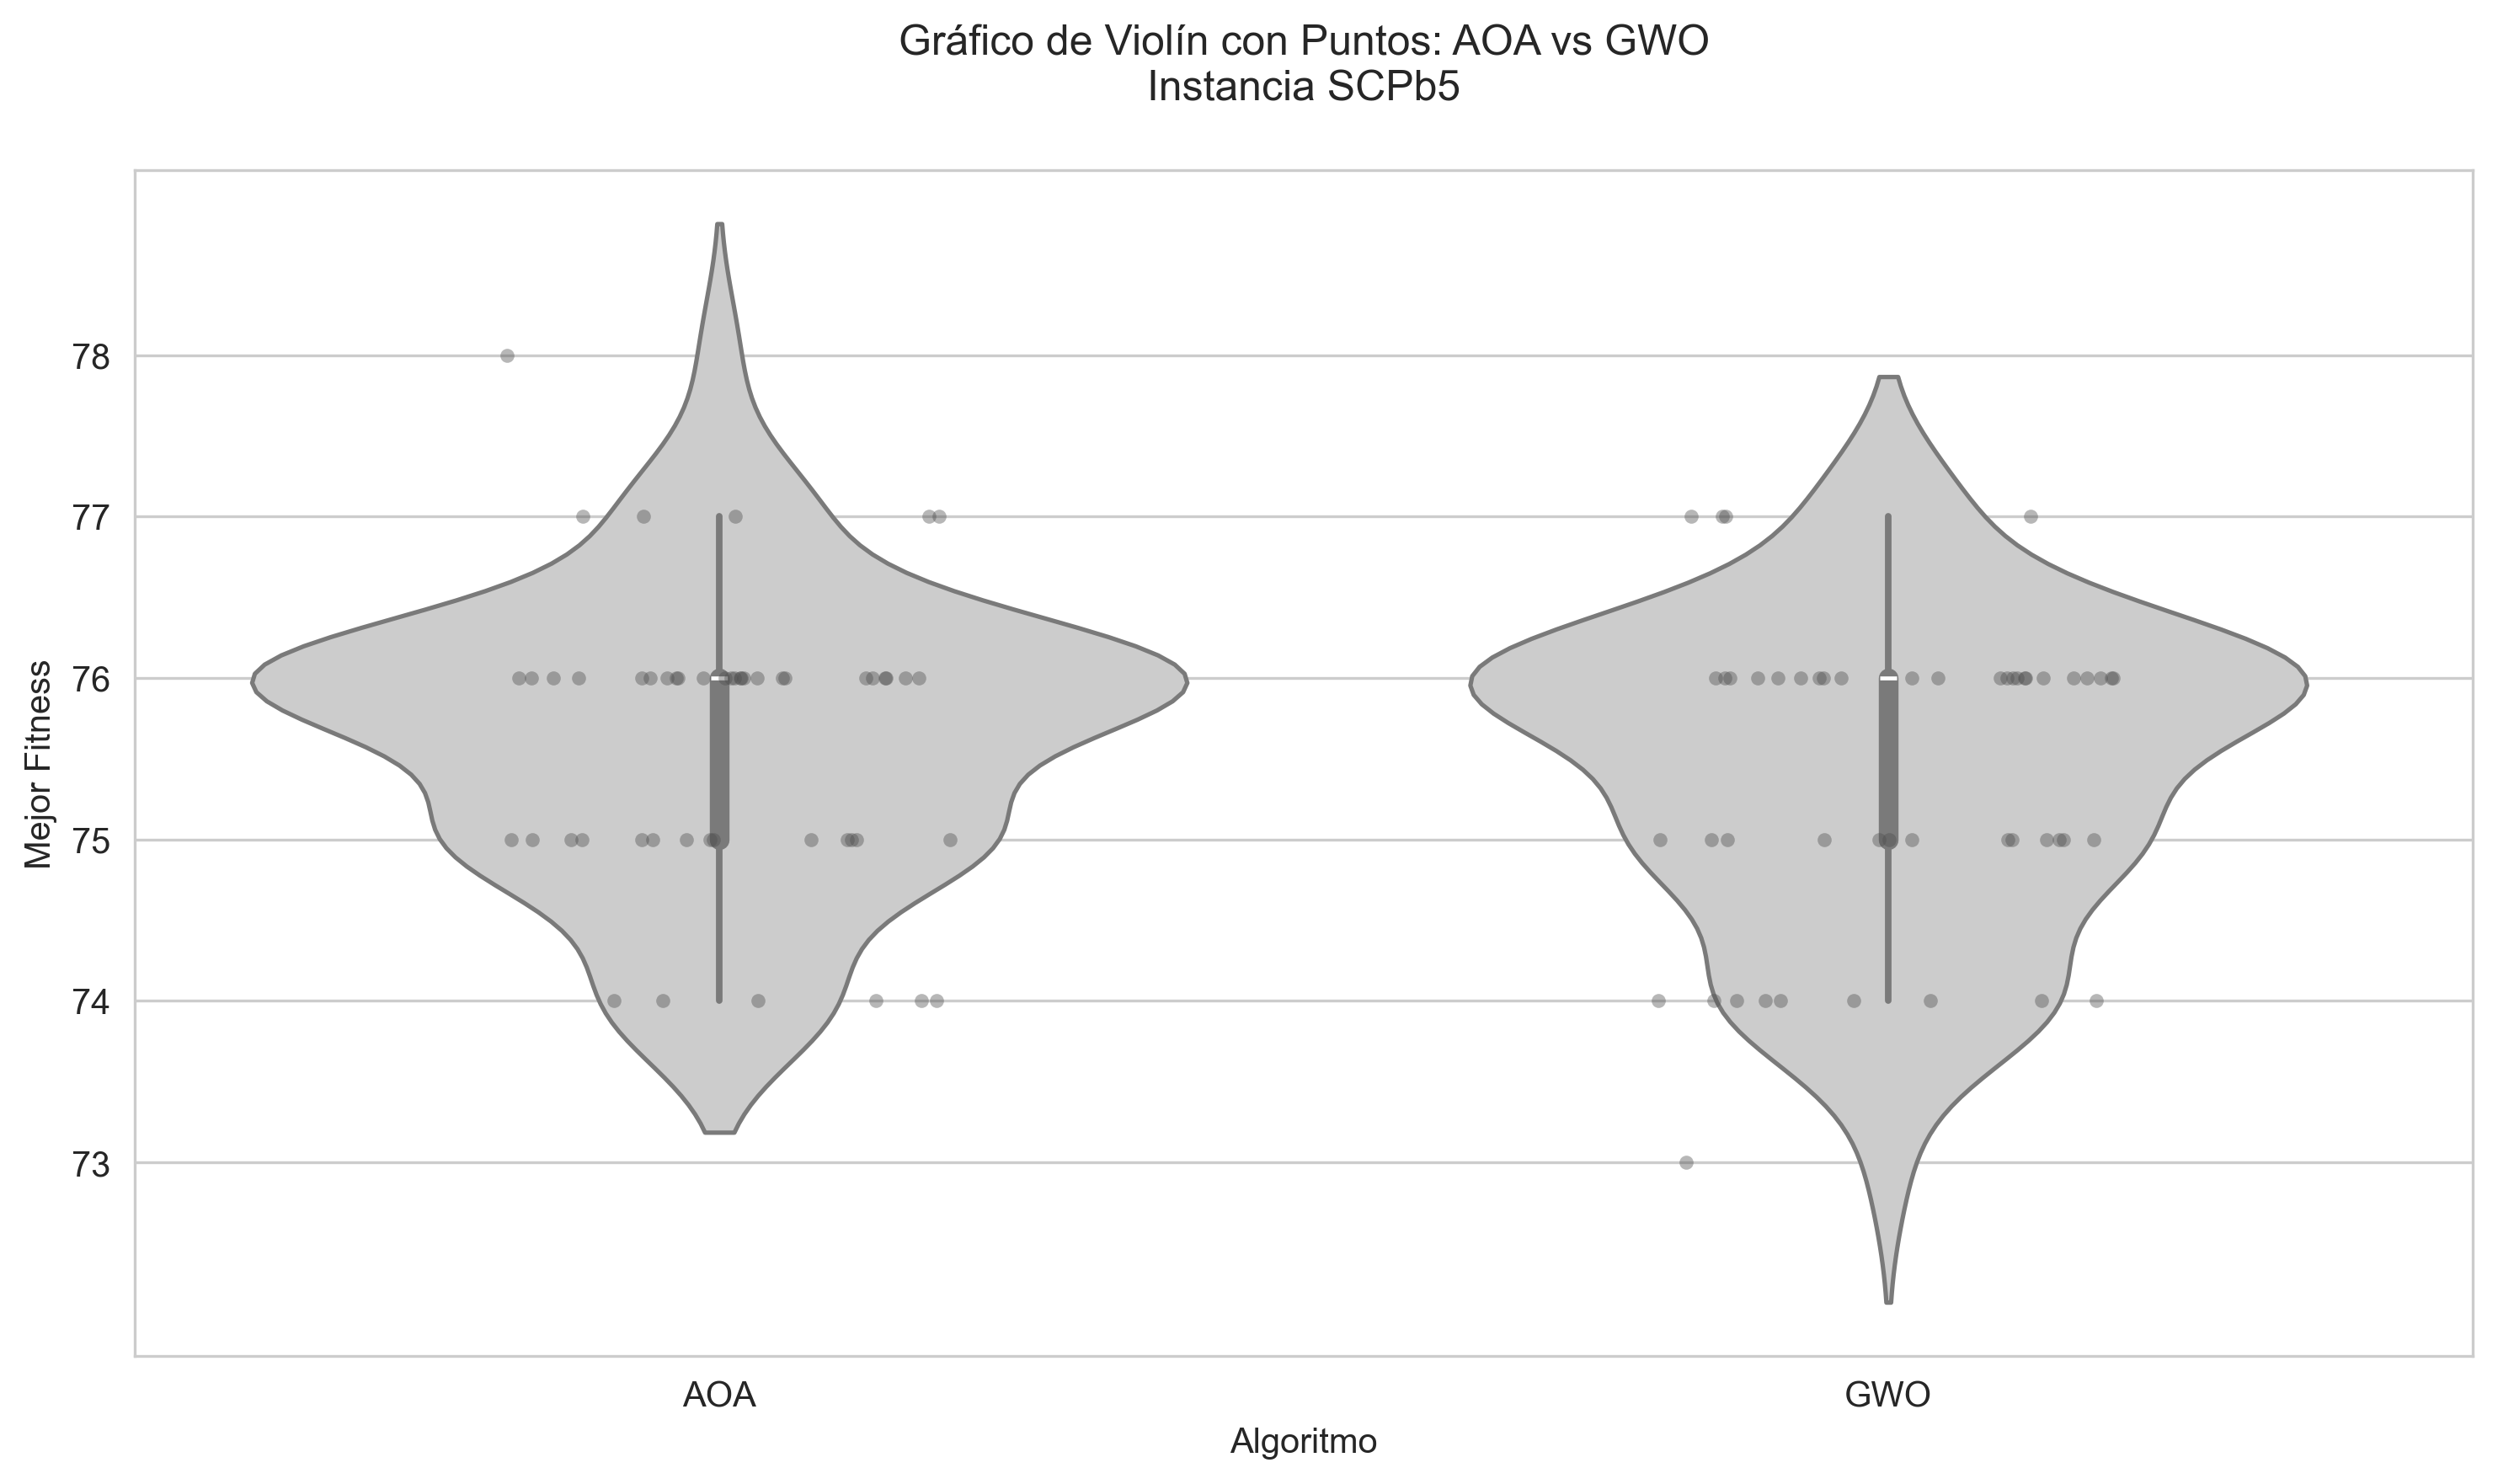 Gráfico de Violín con Puntos: AOA vs GWO
Instancia SCPb5
Mejor Fitness
78
77
76
75
74
73
AOA
GWO
Algoritmo